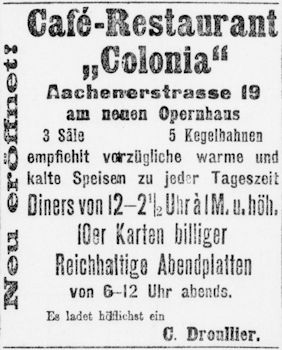 Neu eröffnet!
Café-Restaurant
„Colonia“
Aachenerstrasse 19
am neuen Opernhaus
3 Säle 5 Kegelbahnen
empfiehlt vorzügliche warme und
kalte Speisen zu jeder Tageszeit
Diners von 12–2½ Uhr à 1 M. u. höh.
10er Karten billiger
Reichhaltige Abendplatten
von 6–12 Uhr abends.
Es ladet höflichst ein
C. Droullier.